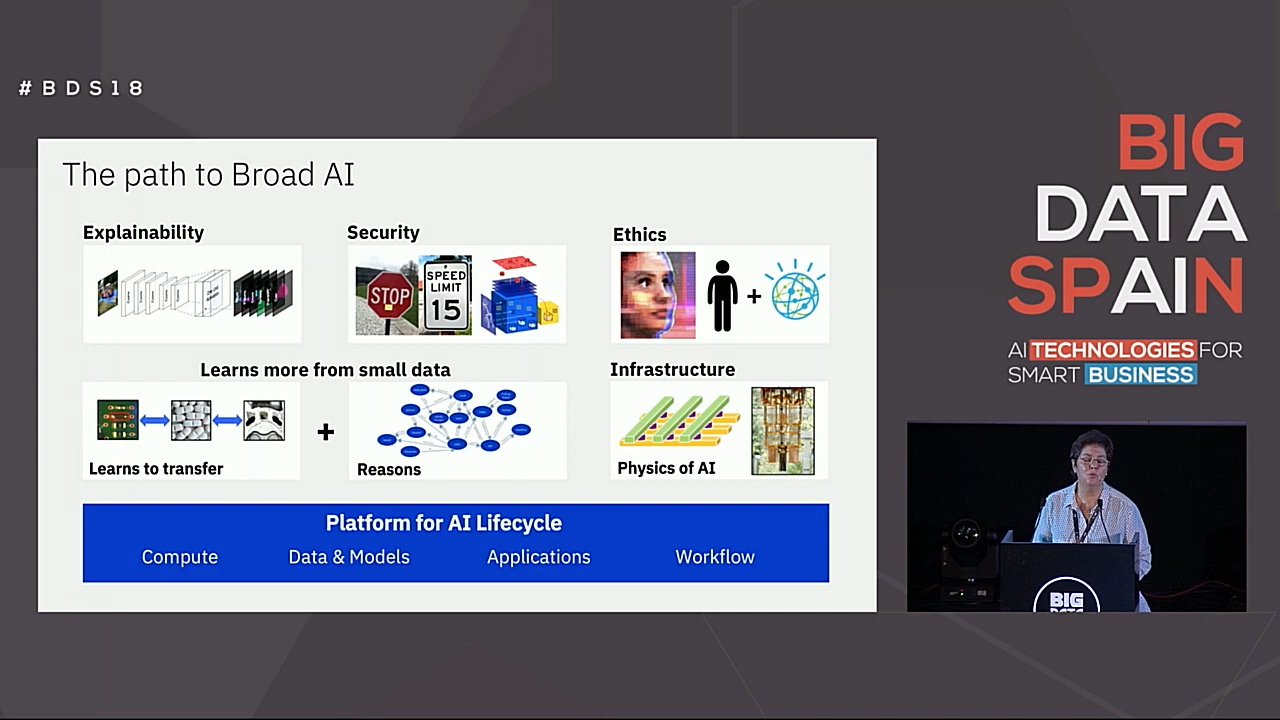 #BDS18
The path to Broad AI
Explainability
Security
Ethics
STOP
SPEED
LIMIT
15
+
Learns more from small data
Infrastructure
Learns to transfer
+
Reasons
Physics of AI
Platform for AI Lifecycle
Compute
Data & Models
Applications
Workflow
BIG
DATA
SPAIN
AI TECHNOLOGIES FOR
SMART BUSINESS
BIG